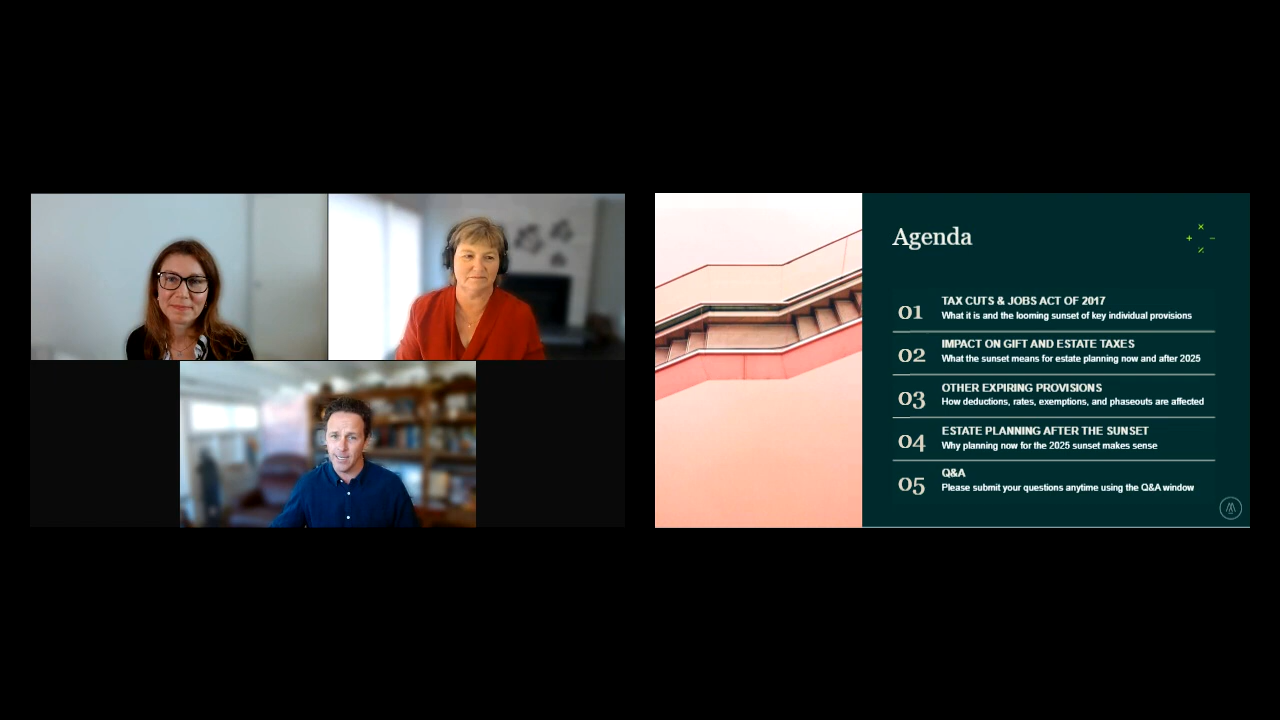 Agenda
01
TAX CUTS & JOBS ACT OF 2017
What it is and the looming sunset of key individual provisions
02
IMPACT ON GIFT AND ESTATE TAXES
What the sunset means for estate planning now and after 2025
03
OTHER EXPIRING PROVISIONS
How deductions, rates, exemptions, and phaseouts are affected
04
ESTATE PLANNING AFTER THE SUNSET
Why planning now for the 2025 sunset makes sense
05
Q&A
Please submit your questions anytime using the Q&A window